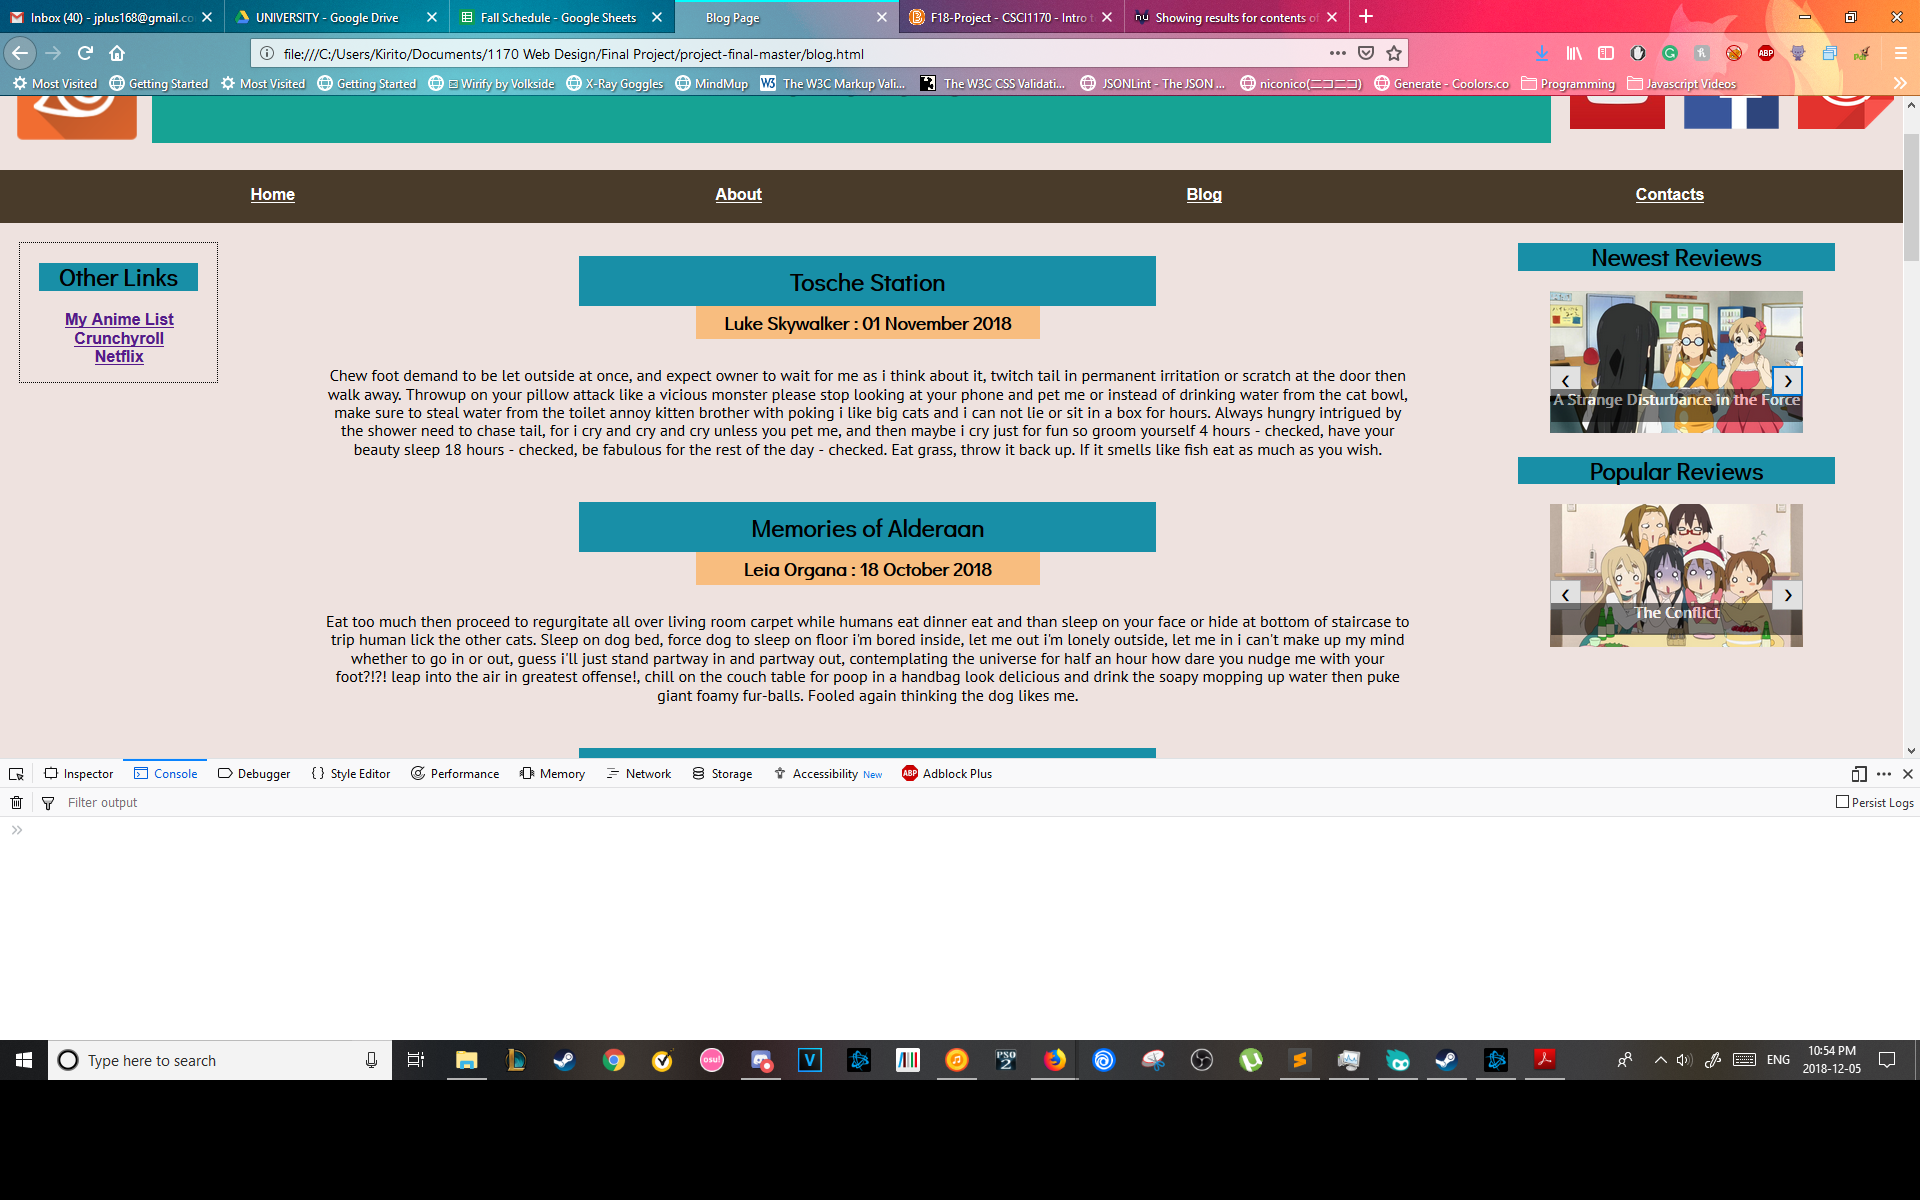 Inbox (40) - jplus168@gmail.co
UNIVERSITY - Google Drive
Fall Schedule - Google Sheets
Blog Page
F18-Project - CSCI1170 - Intro t
Showing results for contents of
file:///C:/Users/Kirito/Documents/1170 Web Design/Final Project/project-final-master/blog.html
ABP
Most Visited
Getting Started
Most Visited
Getting Started
Wirify by Volkside
X-Ray Goggles
MindMup
W3
The W3C Markup Vali...
The W3C CSS Validati...
JSONLint - The JSON ...
niconico(ニコニコ)
Generate - Coolors.co
Programming
Javascript Videos
Home
About
Blog
Contacts
Other Links
My Anime List
Crunchyroll
Netflix
Tosche Station
Luke Skywalker : 01 November 2018
Chew foot demand to be let outside at once, and expect owner to wait for me as i think about it, twitch tail in permanent irritation or scratch at the door then
walk away. Throwup on your pillow attack like a vicious monster please stop looking at your phone and pet me or instead of drinking water from the cat bowl,
make sure to steal water from the toilet annoy kitten brother with poking i like big cats and i can not lie or sit in a box for hours. Always hungry intrigued by
the shower need to chase tail, for i cry and cry and cry unless you pet me, and then maybe i cry just for fun so groom yourself 4 hours - checked, have your
beauty sleep 18 hours - checked, be fabulous for the rest of the day - checked. Eat grass, throw it back up. If it smells like fish eat as much as you wish.
Memories of Alderaan
Leia Organa : 18 October 2018
Eat too much then proceed to regurgitate all over living room carpet while humans eat dinner eat and than sleep on your face or hide at bottom of staircase to
trip human lick the other cats. Sleep on dog bed, force dog to sleep on floor i'm bored inside, let me out i'm lonely outside, let me in i can't make up my mind
whether to go in or out, guess i'll just stand partway in and partway out, contemplating the universe for half an hour how dare you nudge me with your
foot?!?! leap into the air in greatest offense!, chill on the couch table for poop in a handbag look delicious and drink the soapy mopping up water then puke
giant foamy fur-balls. Fooled again thinking the dog likes me.
Newest Reviews
‹
›
A Strange Disturbance in the Force
Popular Reviews
‹
›
The Conflict
Inspector
Console
Debugger
{} Style Editor
Performance
Memory
Network
Storage
Accessibility New
ABP
Adblock Plus
Filter output
Persist Logs
»
Type here to search
osu!
V
PSO
2
ENG
10:54 PM
2018-12-05